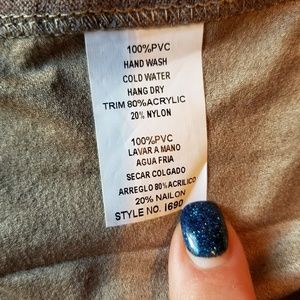 100%PVC
HAND WASH
COLD WATER
HANG DRY
TRIM 80%ACRYLIC
20% NYLON
100%PVC
LAVAR A MANO
AGUA FRIA
SECAR COLGADO
ARREGLO 80%ACRILICO
20% NAILON
STYLE NO. I690